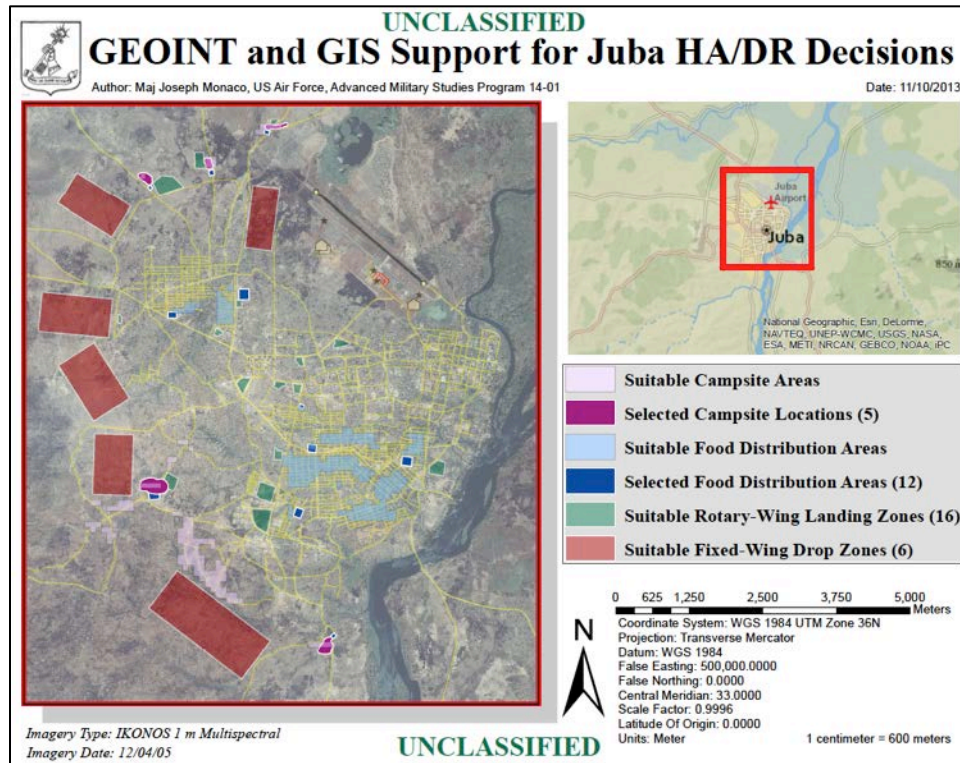 UNCLASSIFIED
GEOINT and GIS Support for Juba HA/DR Decisions
Author: Maj Joseph Monaco, US Air Force, Advanced Military Studies Program 14-01
Date: 11/10/2013
Juba
Airport
Juba
850 m
National Geographic, Esri, DeLorme,
NAVTEQ, UNEP-WCMC, USGS, NASA,
ESA, METI, NRCAN, GEBCO, NOAA, iPC
Suitable Campsite Areas
Selected Campsite Locations (5)
Suitable Food Distribution Areas
Selected Food Distribution Areas (12)
Suitable Rotary-Wing Landing Zones (16)
Suitable Fixed-Wing Drop Zones (6)
0 625 1,250 2,500 3,750 5,000
Meters
N
Coordinate System: WGS 1984 UTM Zone 36N
Projection: Transverse Mercator
Datum: WGS 1984
False Easting: 500,000.0000
False Northing: 0.0000
Central Meridian: 33.0000
Scale Factor: 0.9996
Latitude Of Origin: 0.0000
Units: Meter
1 centimeter = 600 meters
Imagery Type: IKONOS 1 m Multispectral
Imagery Date: 12/04/05
UNCLASSIFIED